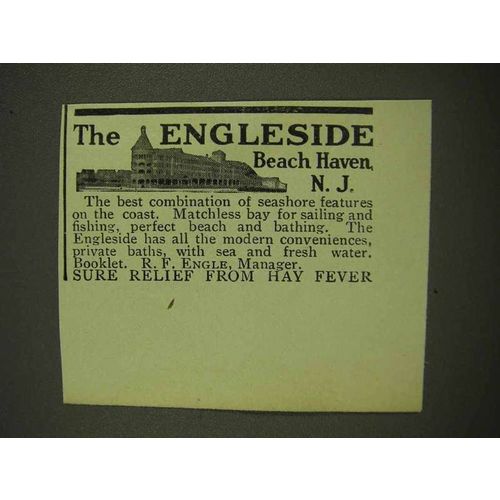 The ENGLESIDE
Beach Haven,
N. J.
The best combination of seashore features
on the coast. Matchless bay for sailing and
fishing, perfect beach and bathing. The
Engleside has all the modern conveniences,
private baths, with sea and fresh water.
Booklet. R. F. ENGLE, Manager.
SURE RELIEF FROM HAY FEVER